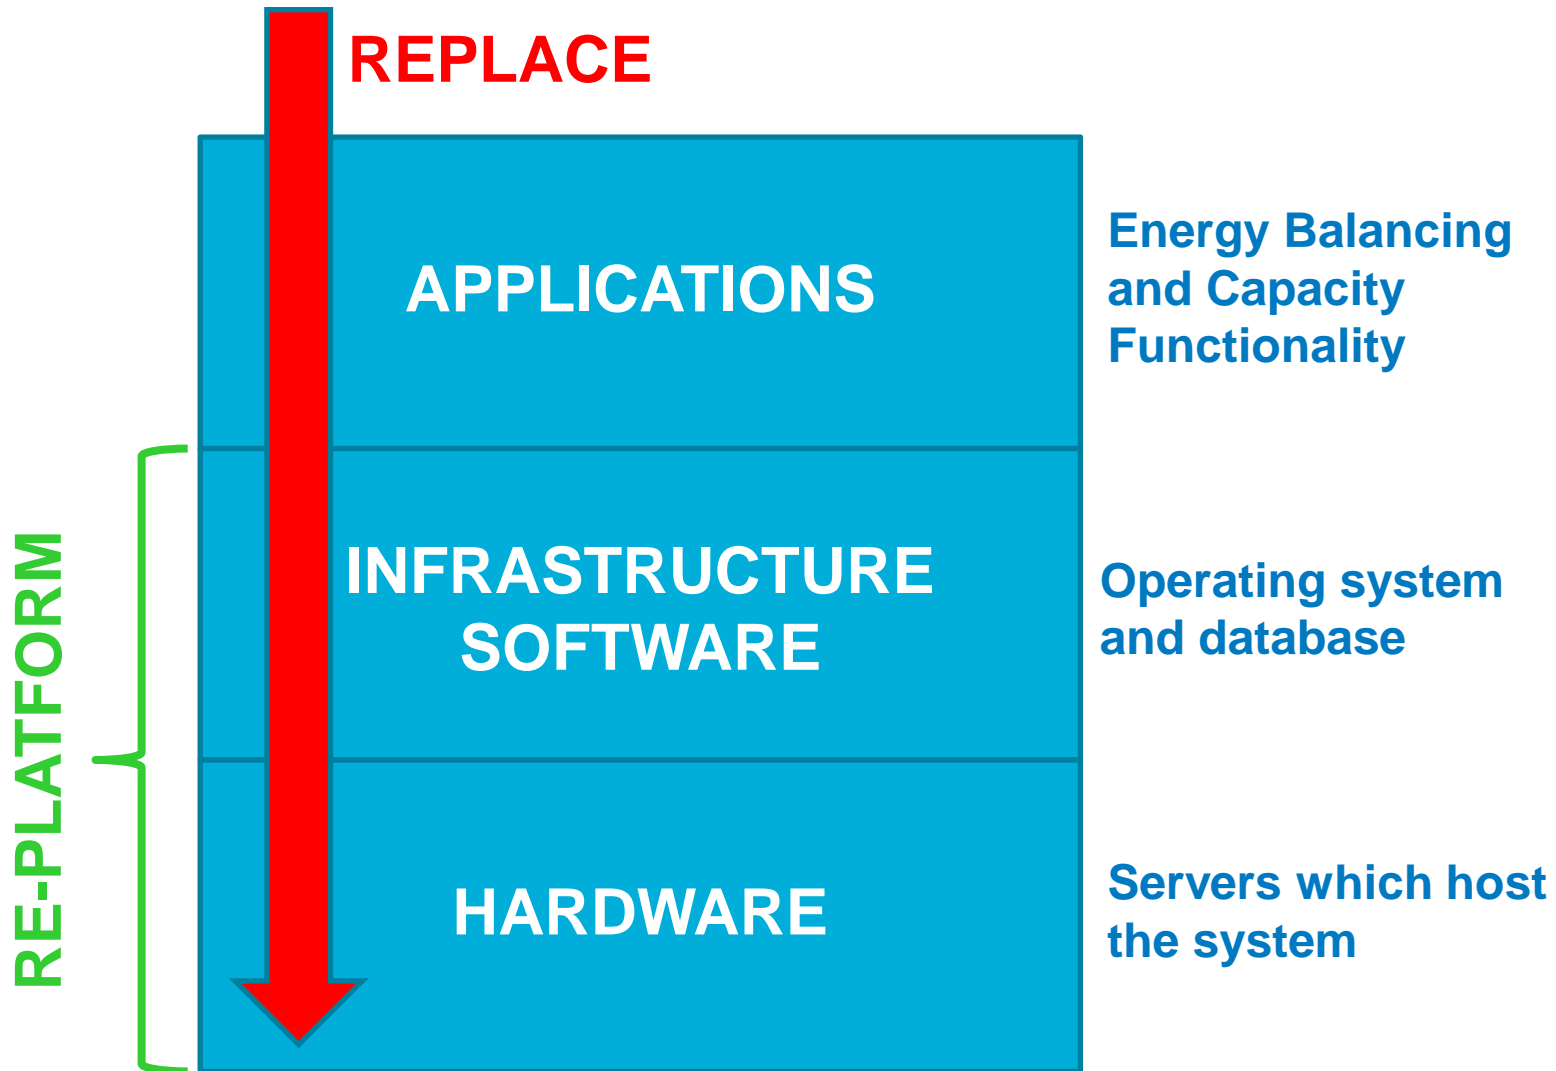 REPLACE
APPLICATIONS
Energy Balancing
and Capacity
Functionality
RE-PLATFORM
INFRASTRUCTURE
SOFTWARE
Operating system
and database
HARDWARE
Servers which host
the system